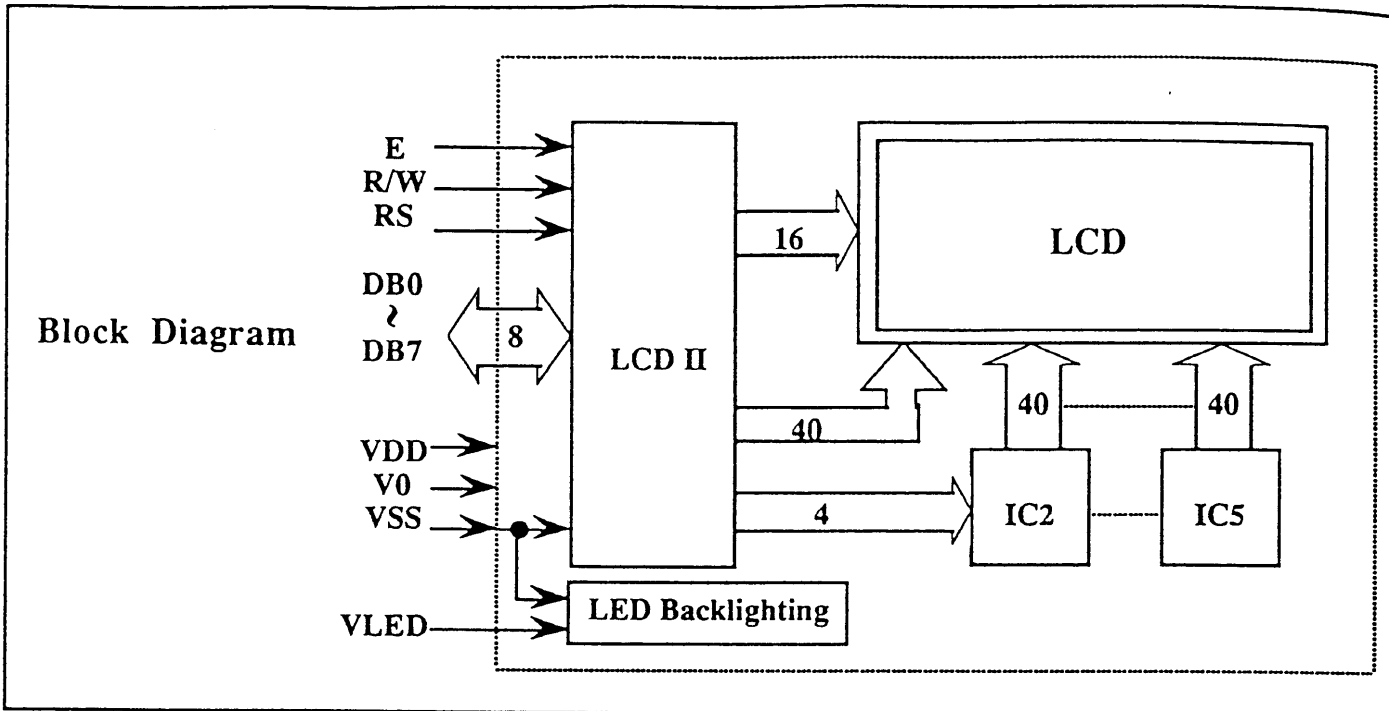 Block Diagram
E
R/W
RS
DB0
~
DB7
8
VDD
V0
VSS
VLED
LCD II
16
40
4
LCD
40
40
IC2
IC5
LED Backlighting